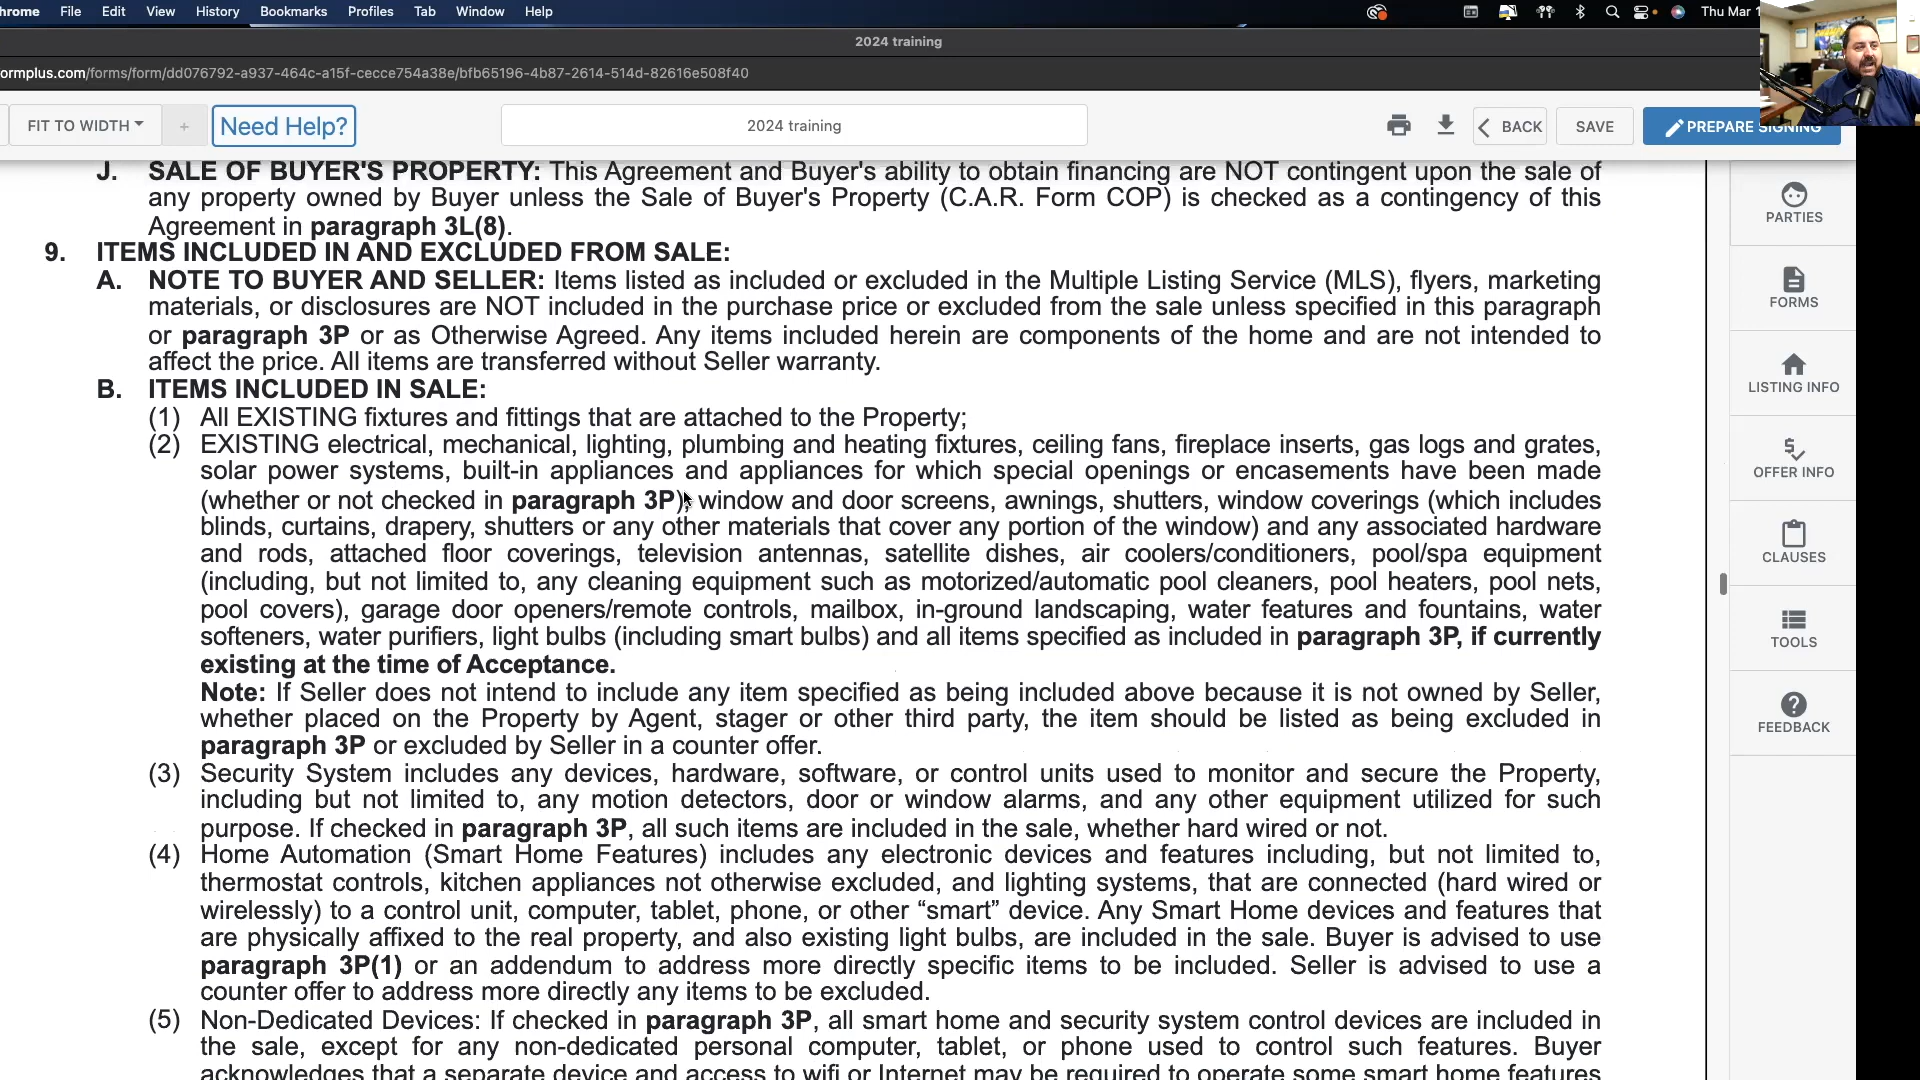 hrome File Edit View History Bookmarks Profiles Tab Window Help Thu Mar 1
2024 training
ormplus.com/forms/form/dd076792-a937-464c-a15f-cecce754a38e/bfb65196-4b87-2614-514d-82616e508f40
FIT TO WIDTH + Need Help? 2024 training BACK SAVE PREPARE SIGNING
J. SALE OF BUYER'S PROPERTY: This Agreement and Buyer's ability to obtain financing are NOT contingent upon the sale of
any property owned by Buyer unless the Sale of Buyer's Property (C.A.R. Form COP) is checked as a contingency of this
Agreement in paragraph 3L(8).
9. ITEMS INCLUDED IN AND EXCLUDED FROM SALE:
A. NOTE TO BUYER AND SELLER: Items listed as included or excluded in the Multiple Listing Service (MLS), flyers, marketing
materials, or disclosures are NOT included in the purchase price or excluded from the sale unless specified in this paragraph
or paragraph 3P or as Otherwise Agreed. Any items included herein are components of the home and are not intended to
affect the price. All items are transferred without Seller warranty.
B. ITEMS INCLUDED IN SALE:
(1) All EXISTING fixtures and fittings that are attached to the Property;
(2) EXISTING electrical, mechanical, lighting, plumbing and heating fixtures, ceiling fans, fireplace inserts, gas logs and grates,
solar power systems, built-in appliances and appliances for which special openings or encasements have been made
(whether or not checked in paragraph 3P), window and door screens, awnings, shutters, window coverings (which includes
blinds, curtains, drapery, shutters or any other materials that cover any portion of the window) and any associated hardware
and rods, attached floor coverings, television antennas, satellite dishes, air coolers/conditioners, pool/spa equipment
(including, but not limited to, any cleaning equipment such as motorized/automatic pool cleaners, pool heaters, pool nets,
pool covers), garage door openers/remote controls, mailbox, in-ground landscaping, water features and fountains, water
softeners, water purifiers, light bulbs (including smart bulbs) and all items specified as included in paragraph 3P, if currently
existing at the time of Acceptance.
Note: If Seller does not intend to include any item specified as being included above because it is not owned by Seller,
whether placed on the Property by Agent, stager or other third party, the item should be listed as being excluded in
paragraph 3P or excluded by Seller in a counter offer.
(3) Security System includes any devices, hardware, software, or control units used to monitor and secure the Property,
including but not limited to, any motion detectors, door or window alarms, and any other equipment utilized for such
purpose. If checked in paragraph 3P, all such items are included in the sale, whether hard wired or not.
(4) Home Automation (Smart Home Features) includes any electronic devices and features including, but not limited to,
thermostat controls, kitchen appliances not otherwise excluded, and lighting systems, that are connected (hard wired or
wirelessly) to a control unit, computer, tablet, phone, or other “smart” device. Any Smart Home devices and features that
are physically affixed to the real property, and also existing light bulbs, are included in the sale. Buyer is advised to use
paragraph 3P(1) or an addendum to address more directly specific items to be included. Seller is advised to use a
counter offer to address more directly any items to be excluded.
(5) Non-Dedicated Devices: If checked in paragraph 3P, all smart home and security system control devices are included in
the sale, except for any non-dedicated personal computer, tablet, or phone used to control such features. Buyer
acknowledges that a separate device and access to wifi or Internet may be required to operate some smart home features
PARTIES
FORMS
LISTING INFO
OFFER INFO
CLAUSES
TOOLS
FEEDBACK